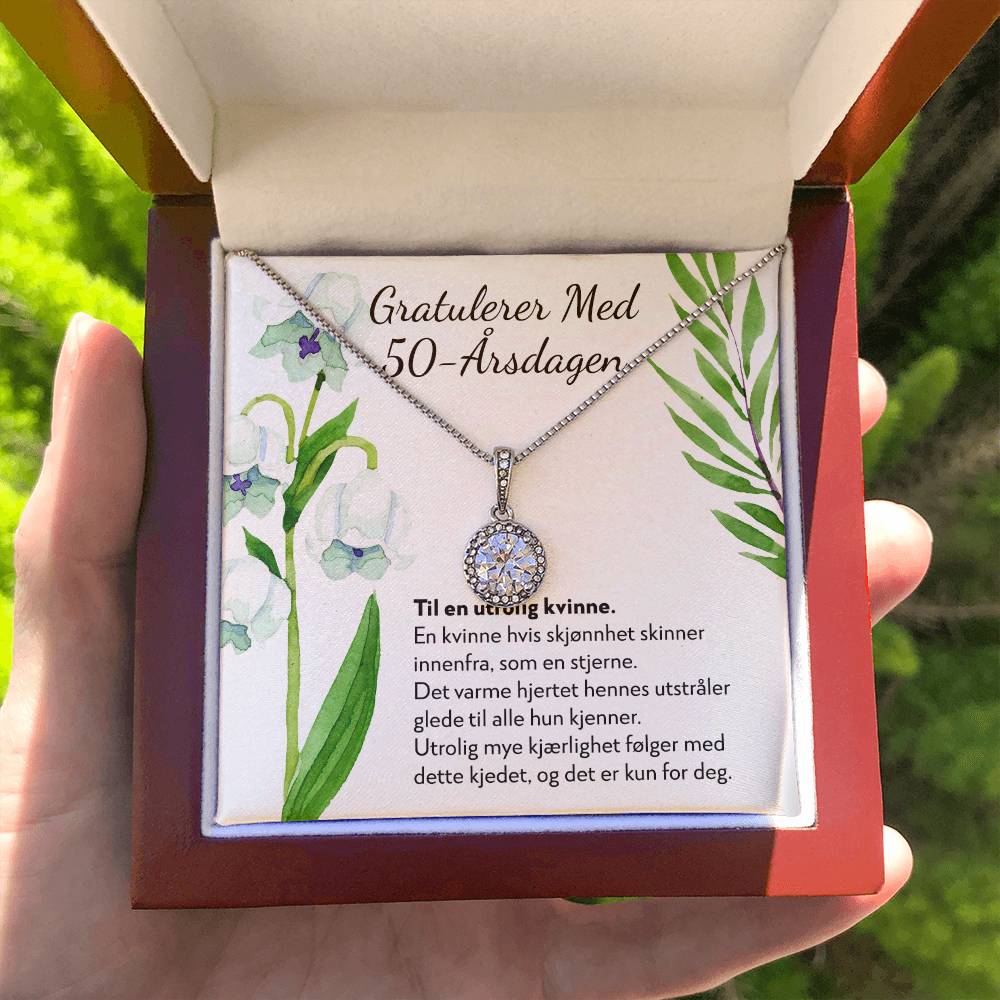 Gratulerer Med
50-Årsdagen
Til en utrolig kvinne.
En kvinne hvis skjønnhet skinner
innenfra, som en stjerne.
Det varme hjertet hennes utstråler
glede til alle hun kjenner.
Utrolig mye kjærlighet følger med
dette kjedet, og det er kun for deg.